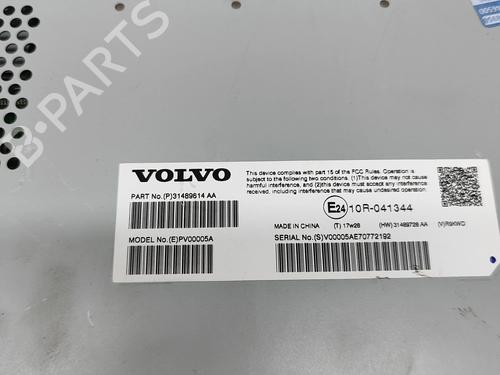 VOLVO
This device complies with part 15 of the FCC Rules. Operation is
subject to the following two conditions. (1)This device may not cause
harmful interference, and (2)this device must accept any interference
received, including interference that may cause undesired operation.
PART No.(P)31489614 AA
E24 10R-041344
MADE IN CHINA (T) 17w28 (HW)31489728 AA
MODEL No.(E)PV00005A
SERIAL No.(S)V00005AE70772192
B-PARTS